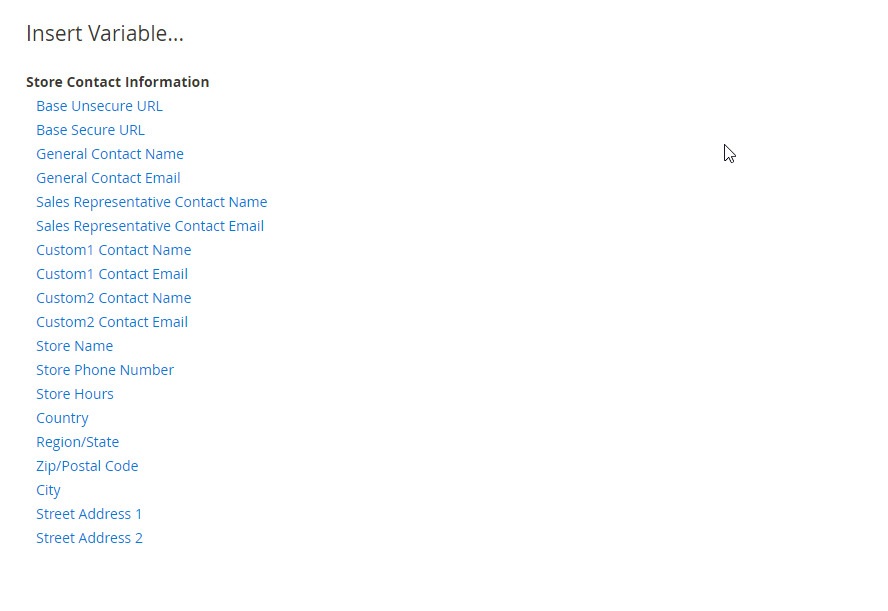 Insert Variable...
Store Contact Information
Base Unsecure URL
Base Secure URL
General Contact Name
General Contact Email
Sales Representative Contact Name
Sales Representative Contact Email
Custom1 Contact Name
Custom1 Contact Email
Custom2 Contact Name
Custom2 Contact Email
Store Name
Store Phone Number
Store Hours
Country
Region/State
Zip/Postal Code
City
Street Address 1
Street Address 2